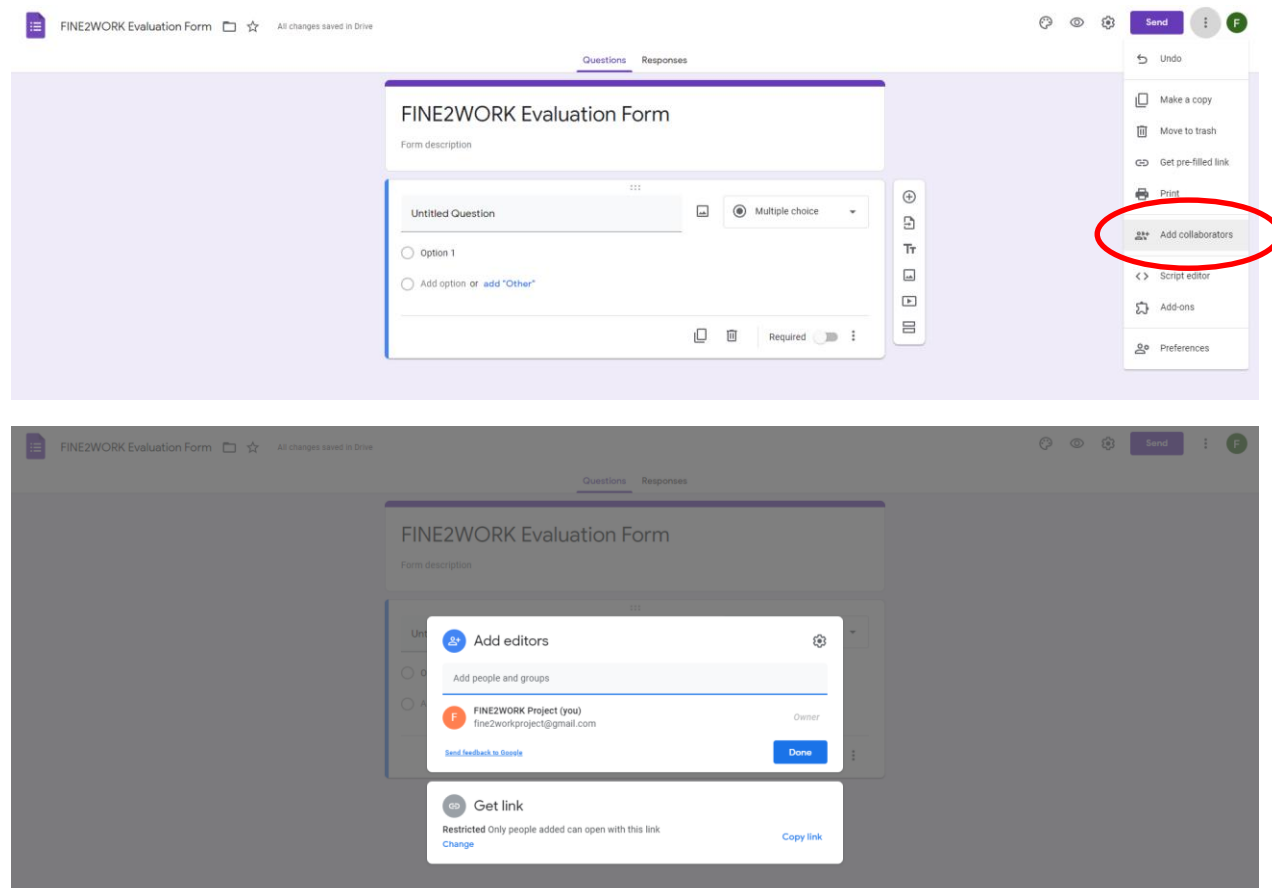 FINE2WORK Evaluation Form All changes saved in Drive Send F
Questions Responses
Undo
FINE2WORK Evaluation Form
Form description
Make a copy
Move to trash
Get pre-filled link
Print
Add collaborators
Script editor
Add-ons
Preferences
Untitled Question Multiple choice
Option 1
Add option or add "Other"
Required
Tт
FINE2WORK Evaluation Form All changes saved in Drive Send F
Questions Responses
FINE2WORK Evaluation Form
Form description
Unt
O
A
Add editors
Add people and groups
F FINE2WORK Project (you)
fine2workproject@gmail.com Owner
Send feedback to Google Done
Get link
Restricted Only people added can open with this link
Change Copy link